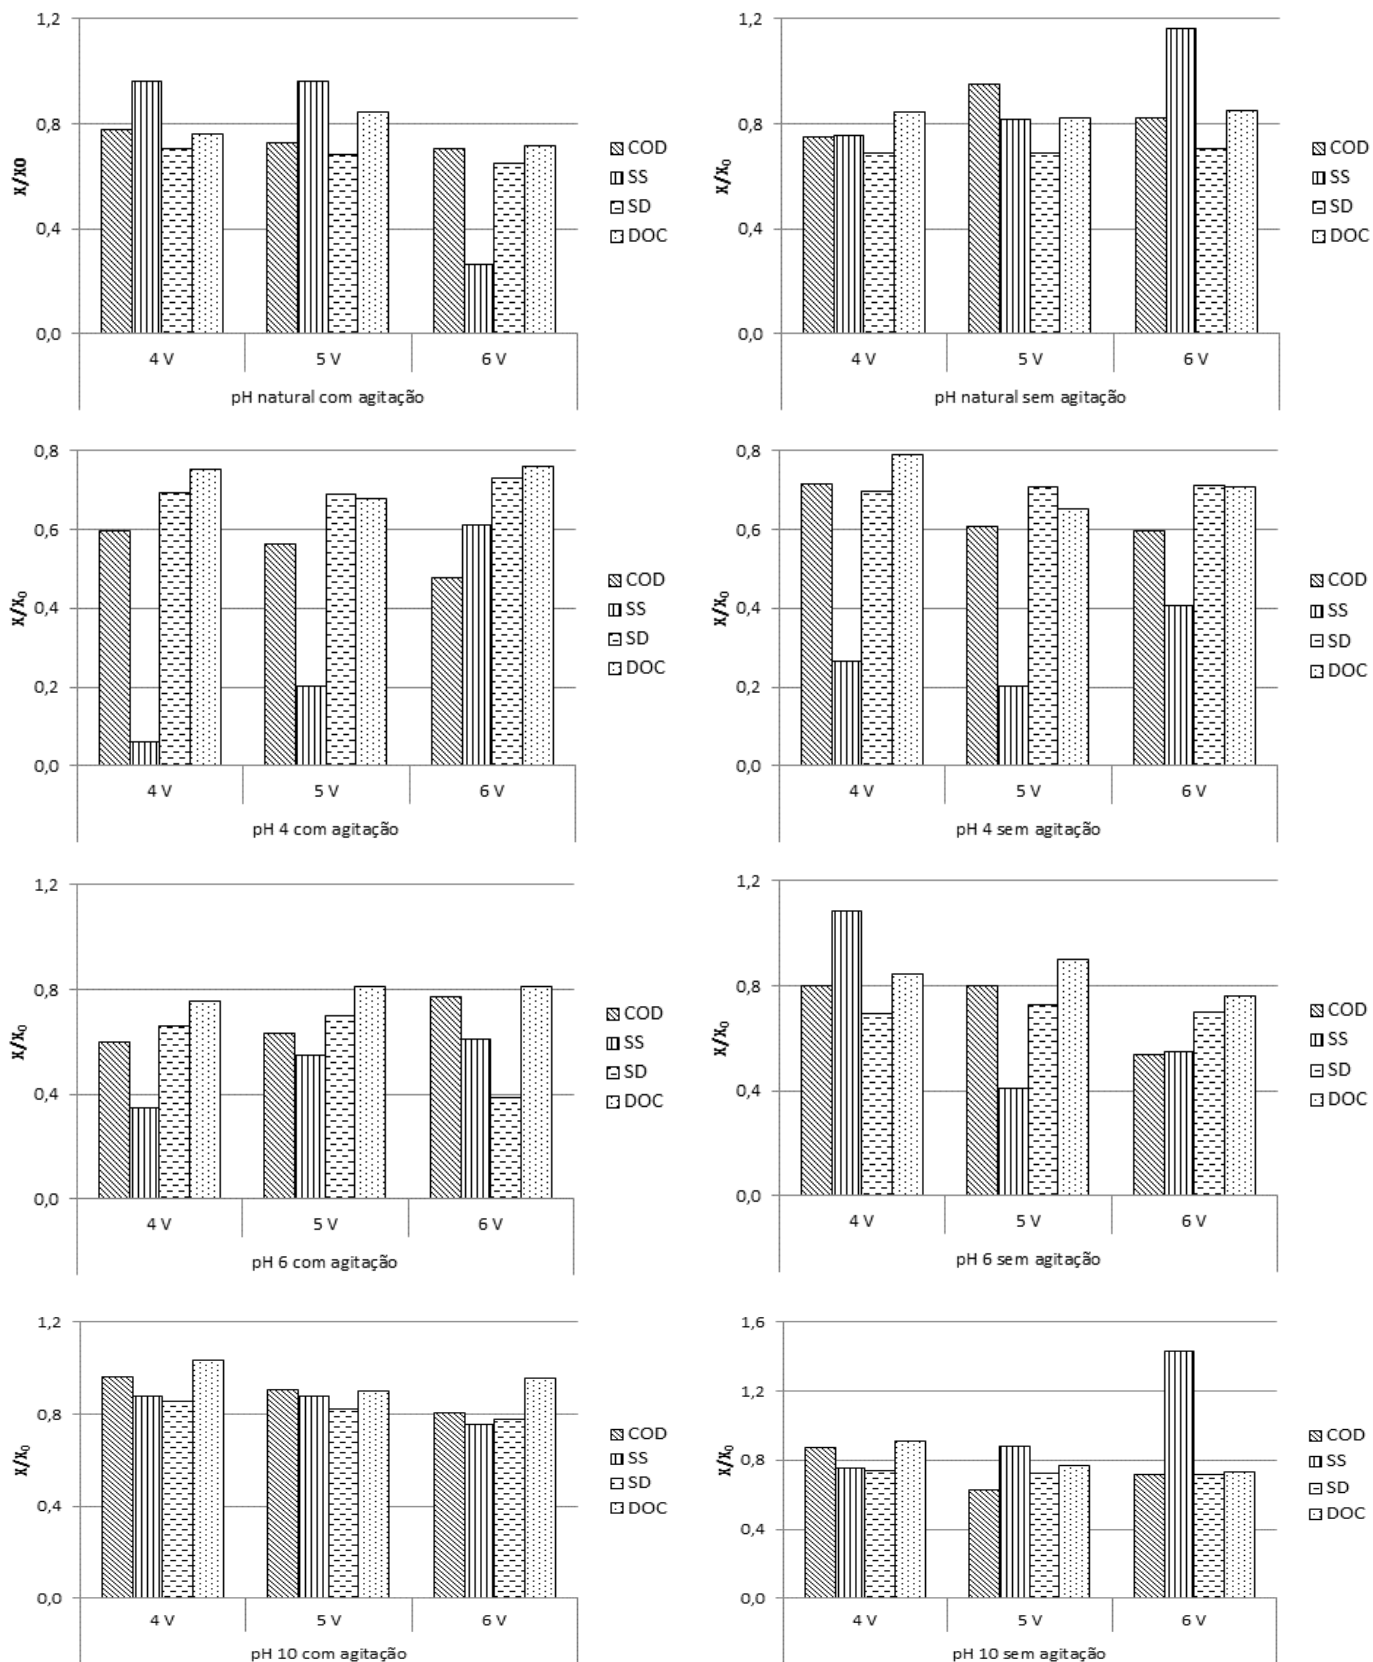 1,2
0,8
0,4
0,0
X/X0
4 V
5 V
6 V
pH natural com agitação
COD
SS
SD
DOC
1,2
0,8
0,4
0,0
X/X₀
4 V
5 V
6 V
pH natural sem agitação
COD
SS
SD
DOC
0,8
0,6
0,4
0,2
0,0
X/X₀
4 V
5 V
6 V
pH 4 com agitação
COD
SS
SD
DOC
0,8
0,6
0,4
0,2
0,0
X/X₀
4 V
5 V
6 V
pH 4 sem agitação
COD
SS
SD
DOC
1,2
0,8
0,4
0,0
X/X₀
4 V
5 V
6 V
pH 6 com agitação
COD
SS
SD
DOC
1,2
0,8
0,4
0,0
X/X₀
4 V
5 V
6 V
pH 6 sem agitação
COD
SS
SD
DOC
1,2
0,8
0,4
0,0
X/X₀
4 V
5 V
6 V
pH 10 com agitação
COD
SS
SD
DOC
1,6
1,2
0,8
0,4
0,0
X/X₀
4 V
5 V
6 V
pH 10 sem agitação
COD
SS
SD
DOC